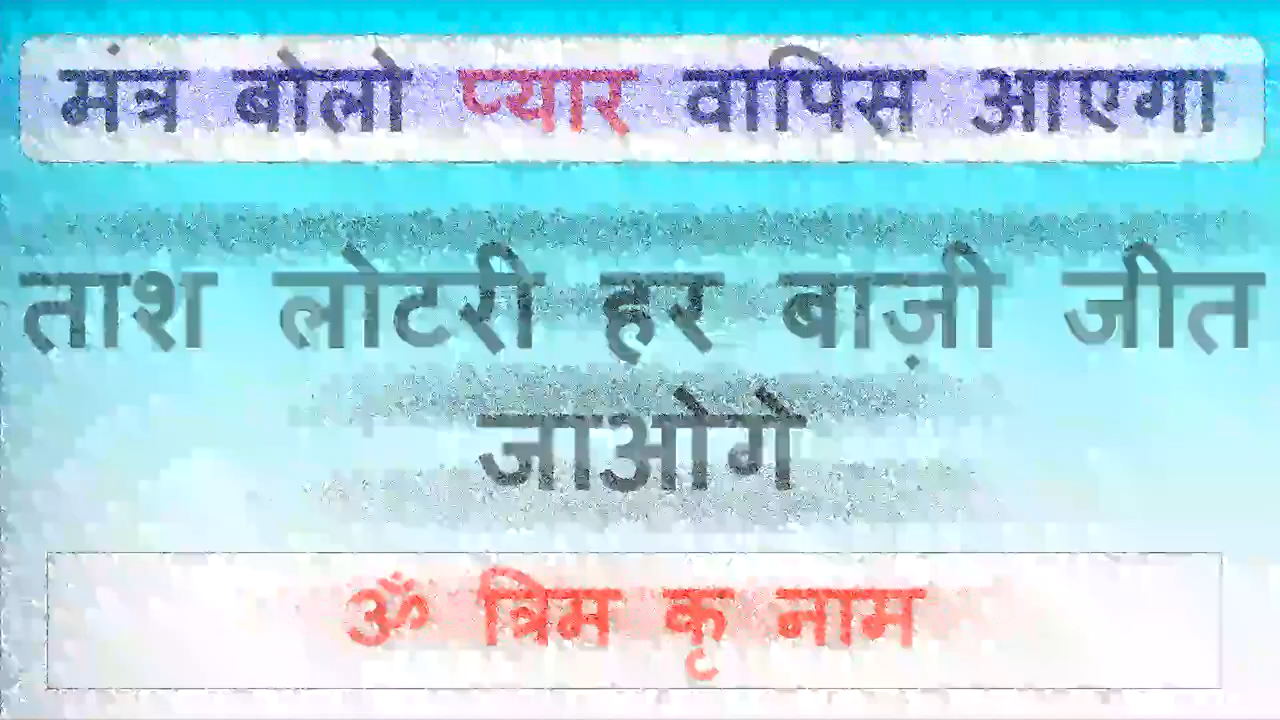 मंत्र बोलो प्यार वापिस आएगा
ताश लोटरी हर बाज़ी जीत
जाओगे
ॐ त्रिम कृ नाम